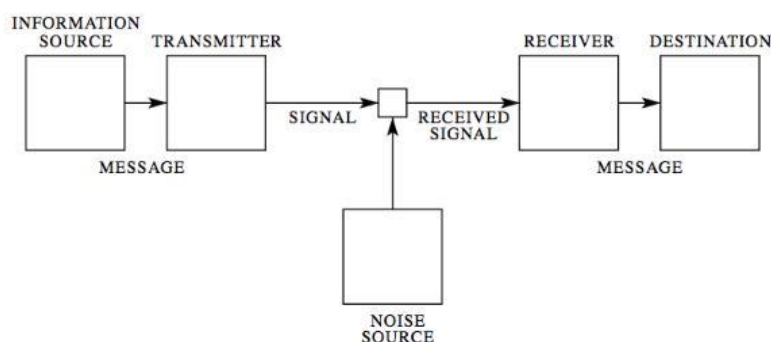 INFORMATION
SOURCE
TRANSMITTER
RECEIVER
DESTINATION
SIGNAL
RECEIVED
SIGNAL
MESSAGE
MESSAGE
NOISE
SOURCE